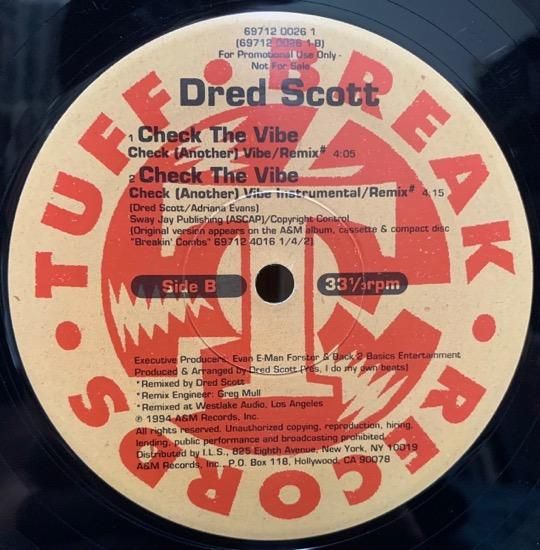 69712 0026 1
(69712 0026 1-B)
For Promotional Use Only -
Not For Sale
TUFF • BREAK • RECORDS •
Dred Scott
1 Check The Vibe
Check (Another) Vibe/Remix# 4:05
2 Check The Vibe
Check (Another) Vibe Instrumental/Remix# 4:15
(Dred Scott/Adriana Evans)
Sway Jay Publishing (ASCAP)/Copyright Control
(Original version appears on the A&M album, cassette & compact disc
"Breakin' Combs" 69712 4016 1/4/2)
Side B
33⅓rpm
Executive Producers: Evan E-Man Forster & Back 2 Basics Entertainment
Produced & Arranged by Dred Scott (Yes, I do my own beats)
*Remixed by Dred Scott
*Remix Engineer: Greg Mull
*Remixed at Westlake Audio, Los Angeles
℗ 1994 A&M Records, Inc.
All rights reserved. Unauthorized copying, reproduction, hiring,
lending, public performance and broadcasting prohibited.
Distributed by I.L.S., 825 Eighth Avenue, New York, NY 10019
A&M Records, Inc., P.O. Box 118, Hollywood, CA 90078